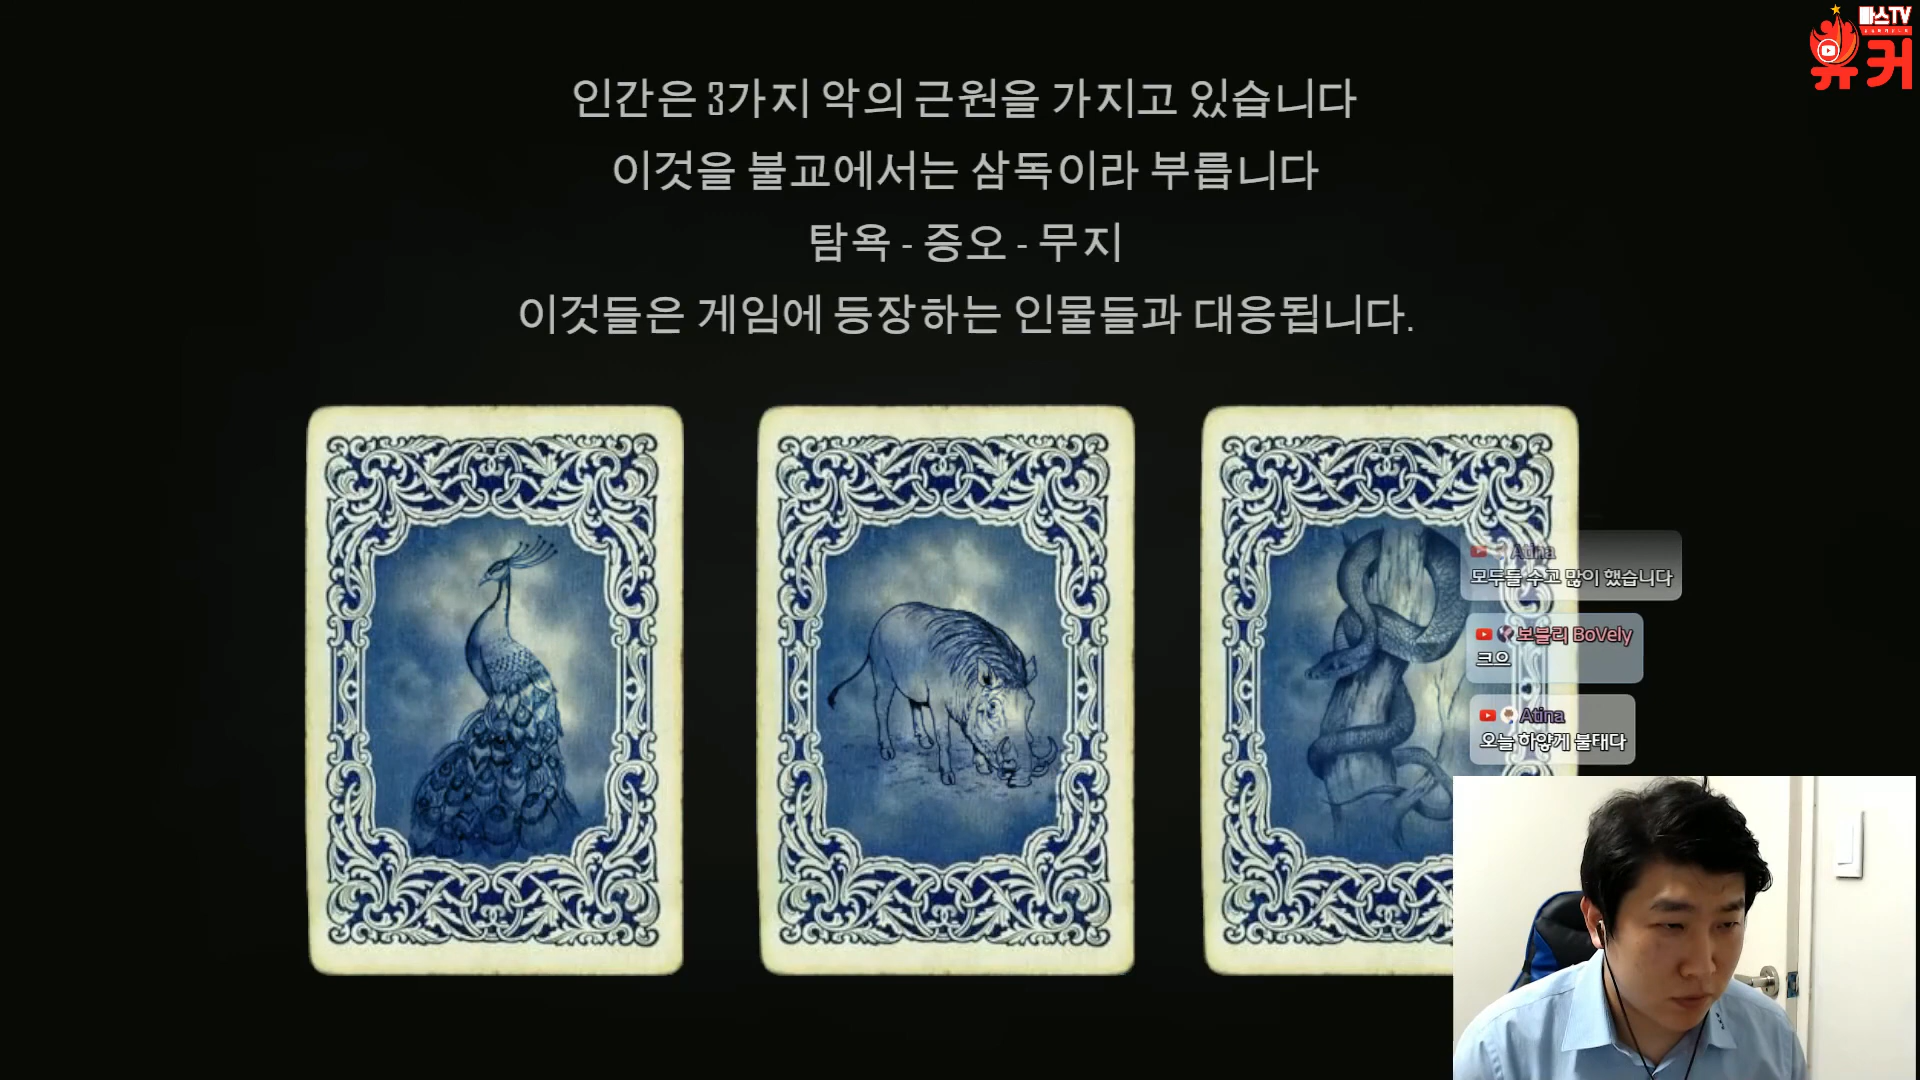 인간은 3가지 악의 근원을 가지고 있습니다
이것을 불교에서는 삼독이라 부릅니다
탐욕 - 증오 - 무지
이것들은 게임에 등장하는 인물들과 대응됩니다.
Atina
모두들 수고 많이 했습니다
보블리 BoVely
크으
Atina
오늘 하얗게 불태다
TV
커